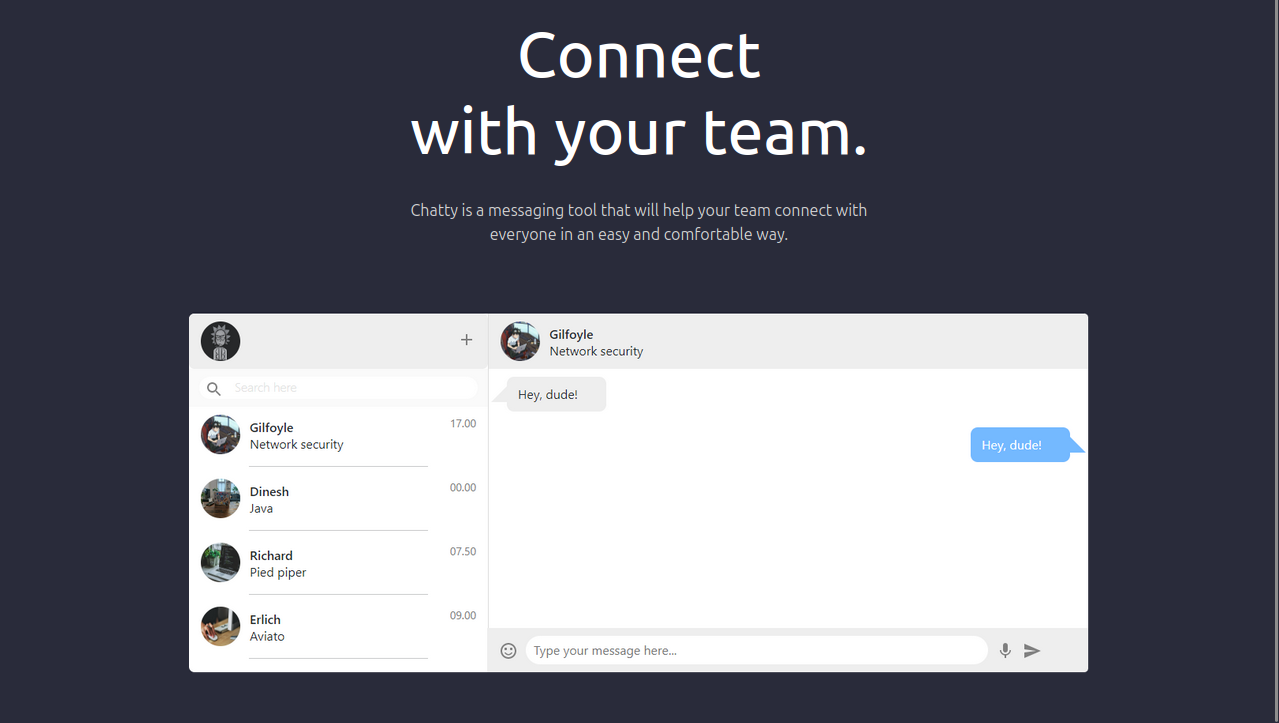 Connect
with your team.
Chatty is a messaging tool that will help your team connect with
everyone in an easy and comfortable way.
Search here
Gilfoyle
Network security
17.00
Dinesh
Java
00.00
Richard
Pied piper
07.50
Erlich
Aviato
09.00
Gilfoyle
Network security
Hey, dude!
Hey, dude!
Type your message here...